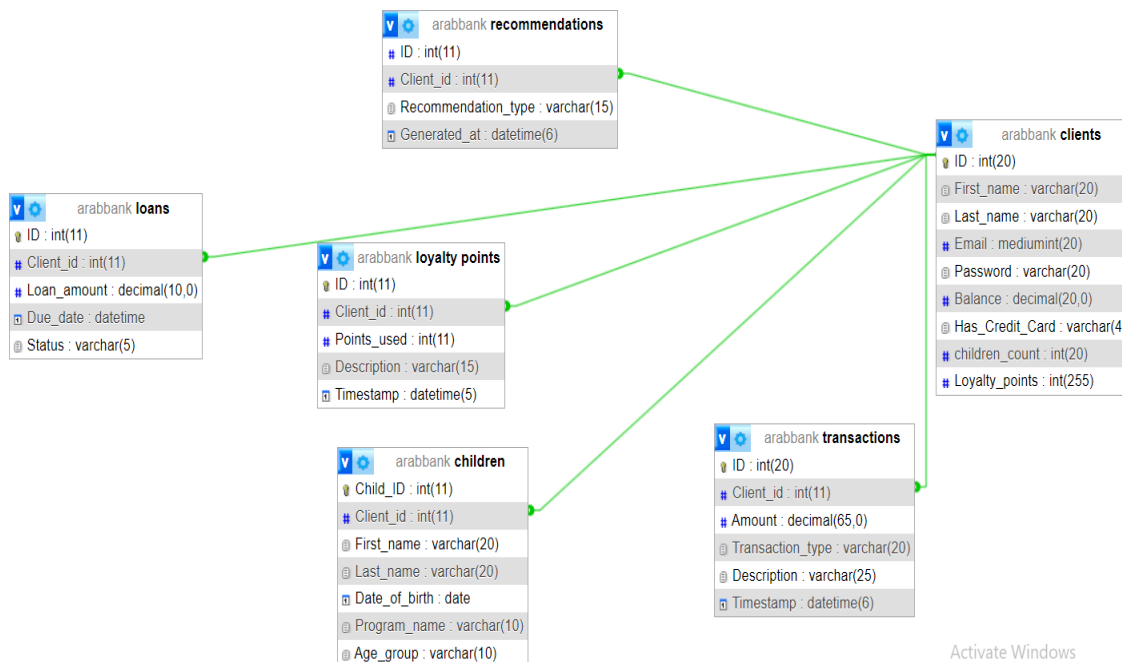 v arabbank recommendations
# ID : int(11)
# Client_id : int(11)
Recommendation_type : varchar(15)
Generated_at : datetime(6)
v arabbank clients
ID : int(20)
First_name : varchar(20)
Last_name : varchar(20)
# Email : mediumint(20)
Password : varchar(20)
# Balance : decimal(20,0)
Has_Credit_Card : varchar(4
# children_count : int(20)
# Loyalty_points : int(255)
v arabbank loans
ID : int(11)
# Client_id : int(11)
# Loan_amount : decimal(10,0)
Due_date : datetime
Status : varchar(5)
v arabbank loyalty points
ID : int(11)
# Client_id : int(11)
# Points_used : int(11)
Description : varchar(15)
Timestamp : datetime(5)
v arabbank children
Child_ID : int(11)
# Client_id : int(11)
First_name : varchar(20)
Last_name : varchar(20)
Date_of_birth : date
Program_name : varchar(10)
Age_group : varchar(10)
v arabbank transactions
ID : int(20)
# Client_id : int(11)
# Amount : decimal(65,0)
Transaction_type : varchar(20)
Description : varchar(25)
Timestamp : datetime(6)
Activate Windows